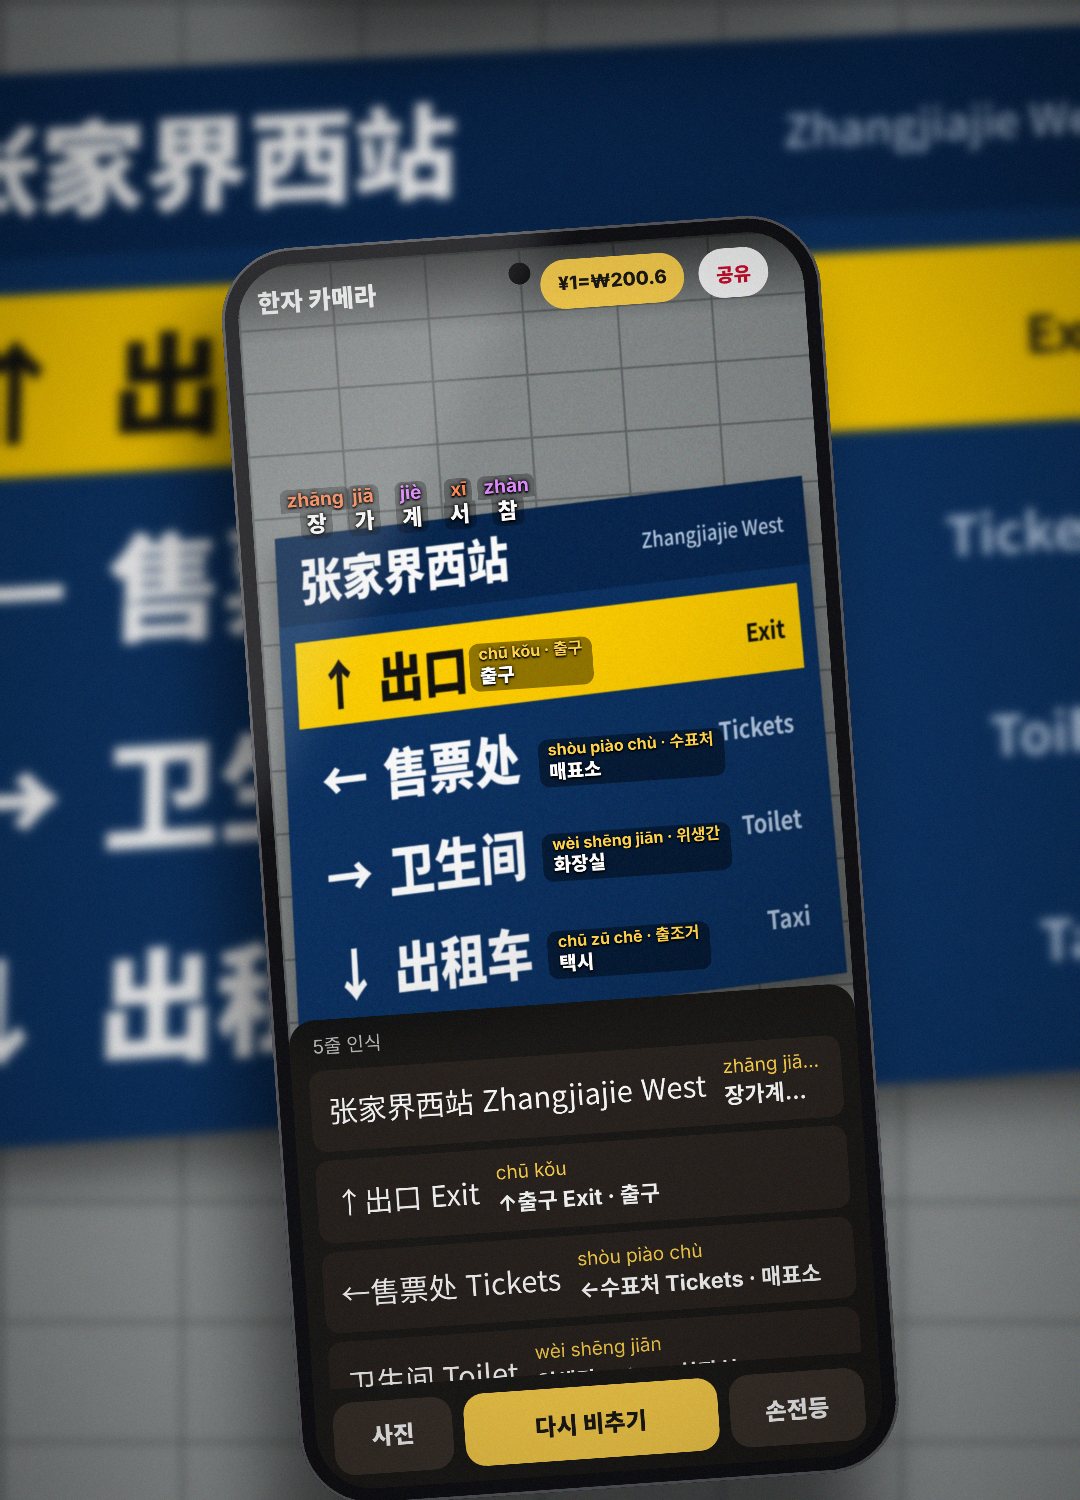 张家界西站 Zhangjiajie We
↑ 出 Ex
← 售 Ticke
→ 卫生 Toil
↓ 出租 Ta
한자 카메라 ¥1=₩200.6 공유
zhāng jiā jiè xī zhàn
장 가 계 서 참
张家界西站 Zhangjiajie West
↑ 出口 chū kǒu · 출구 Exit
출구
← 售票处 shòu piào chù · 수표처 Tickets
매표소
→ 卫生间 wèi shēng jiān · 위생간 Toilet
화장실
↓ 出租车 chū zū chē · 출조거 Taxi
택시
5줄 인식
张家界西站 Zhangjiajie West zhāng jiā...
장가계...
↑出口 Exit chū kǒu
↑출구 Exit · 출구
←售票处 Tickets shòu piào chù
←수표처 Tickets · 매표소
卫生间 Toilet wèi shēng jiān
사진 다시 비추기 손전등